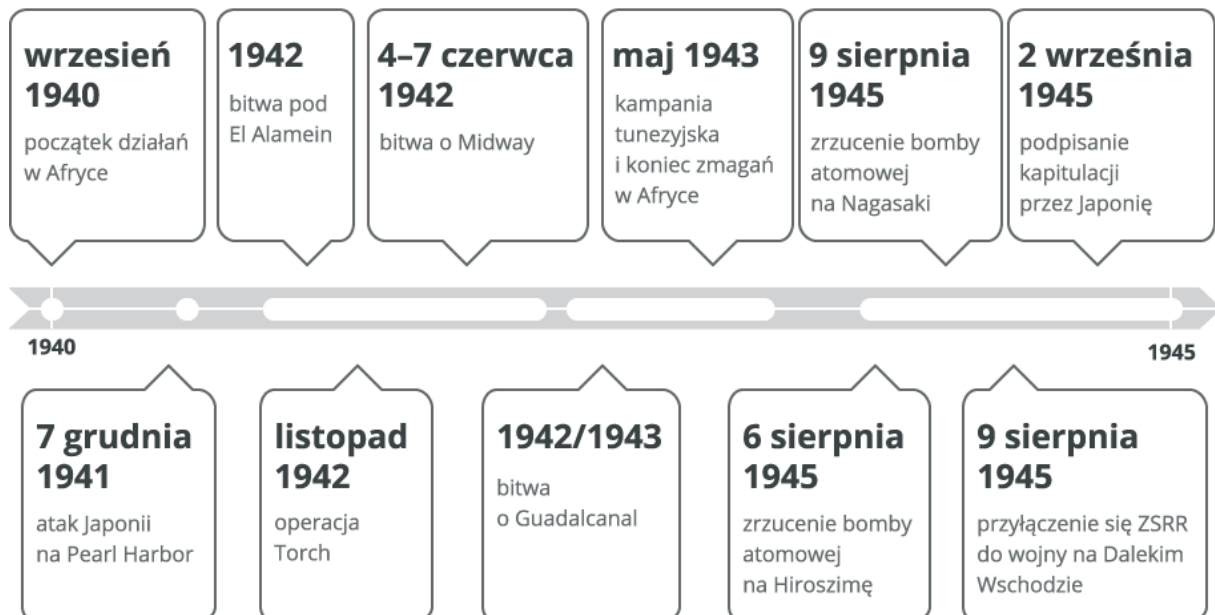 wrzesień
1940
początek działań
w Afryce
1942
bitwa pod
El Alamein
4–7 czerwca
1942
bitwa o Midway
maj 1943
kampania
tunezyjska
i koniec zmagań
w Afryce
9 sierpnia
1945
zrzucenie bomby
atomowej
na Nagasaki
2 września
1945
podpisanie
kapitulacji
przez Japonię
1940
1945
7 grudnia
1941
atak Japonii
na Pearl Harbor
listopad
1942
operacja
Torch
1942/1943
bitwa
o Guadalcanal
6 sierpnia
1945
zrzucenie bomby
atomowej
na Hiroszimę
9 sierpnia
1945
przyłączenie się ZSRR
do wojny na Dalekim
Wschodzie